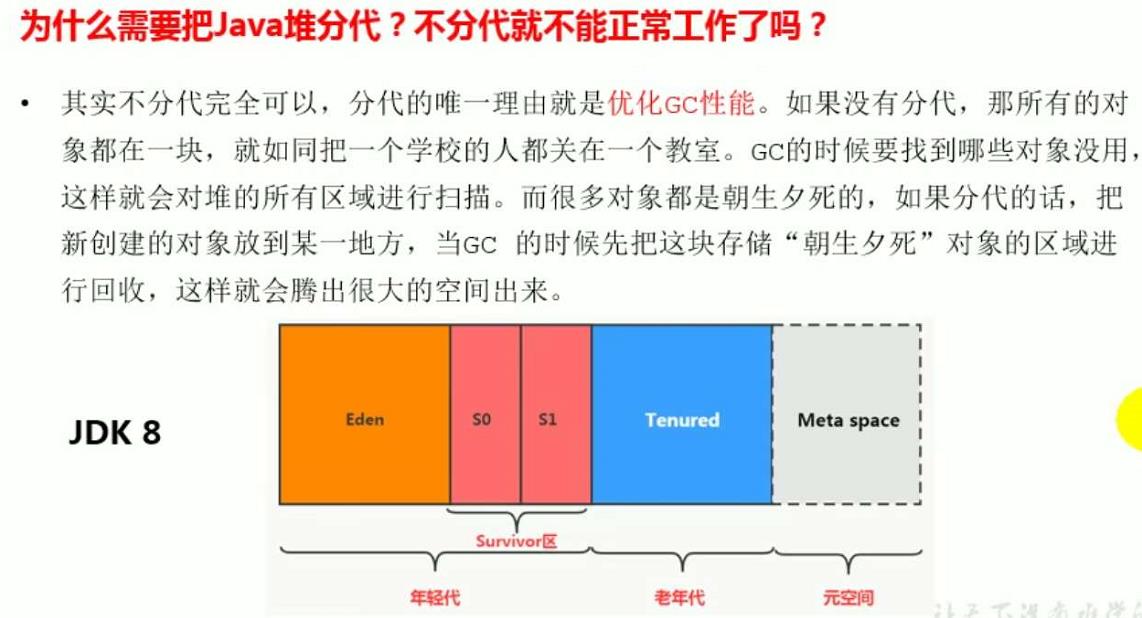 为什么需要把Java堆分代？不分代就不能正常工作了吗？
• 其实不分代完全可以，分代的唯一理由就是优化GC性能。如果没有分代，那所有的对
象都在一块，就如同把一个学校的人都关在一个教室。GC的时候要找到哪些对象没用，
这样就会对堆的所有区域进行扫描。而很多对象都是朝生夕死的，如果分代的话，把
新创建的对象放到某一地方，当GC 的时候先把这块存储“朝生夕死”对象的区域进
行回收，这样就会腾出很大的空间出来。
JDK 8
Eden
S0
S1
Tenured
Meta space
Survivor区
年轻代
老年代
元空间